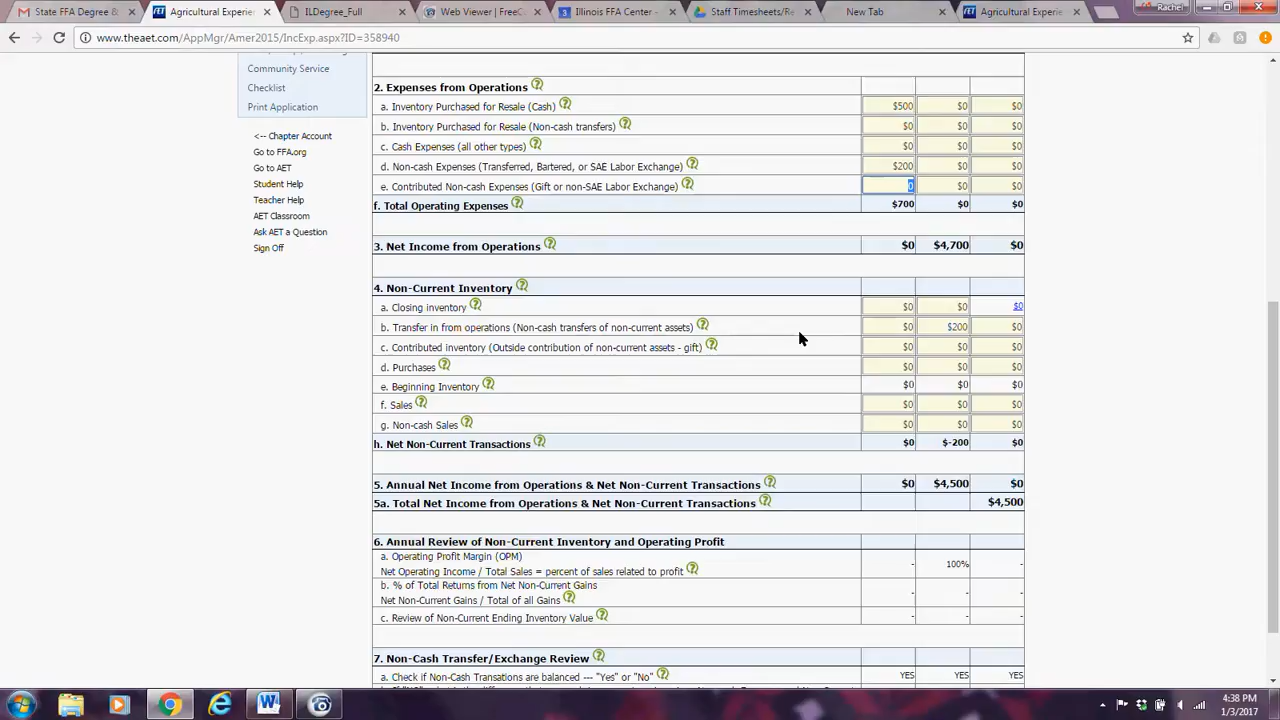 Rachel
State FFA Degree &
Agricultural Experie
ILDegree_Full
Web Viewer | FreeC
Illinois FFA Center -
Staff Timesheets/Re
New Tab
Agricultural Experie
www.theaet.com/AppMgr/Amer2015/IncExp.aspx?ID=358940
Community Service
Checklist
Print Application
<-- Chapter Account
Go to FFA.org
Go to AET
Student Help
Teacher Help
AET Classroom
Ask AET a Question
Sign Off
2. Expenses from Operations
a. Inventory Purchased for Resale (Cash) $500 $0 $0
b. Inventory Purchased for Resale (Non-cash transfers) $0 $0 $0
c. Cash Expenses (all other types) $0 $0 $0
d. Non-cash Expenses (Transferred, Bartered, or SAE Labor Exchange) $200 $0 $0
e. Contributed Non-cash Expenses (Gift or non-SAE Labor Exchange) 0 $0 $0
f. Total Operating Expenses $700 $0 $0
3. Net Income from Operations $0 $4,700 $0
4. Non-Current Inventory
a. Closing inventory $0 $0 $0
b. Transfer in from operations (Non-cash transfers of non-current assets) $0 $200 $0
c. Contributed inventory (Outside contribution of non-current assets - gift) $0 $0 $0
d. Purchases $0 $0 $0
e. Beginning Inventory $0 $0 $0
f. Sales $0 $0 $0
g. Non-cash Sales $0 $0 $0
h. Net Non-Current Transactions $0 $-200 $0
5. Annual Net Income from Operations & Net Non-Current Transactions $0 $4,500 $0
5a. Total Net Income from Operations & Net Non-Current Transactions $4,500
6. Annual Review of Non-Current Inventory and Operating Profit
a. Operating Profit Margin (OPM)
Net Operating Income / Total Sales = percent of sales related to profit - 100% -
b. % of Total Returns from Net Non-Current Gains
Net Non-Current Gains / Total of all Gains - - -
c. Review of Non-Current Ending Inventory Value - - -
7. Non-Cash Transfer/Exchange Review
a. Check if Non-Cash Transations are balanced --- "Yes" or "No" YES YES YES
4:38 PM
1/3/2017